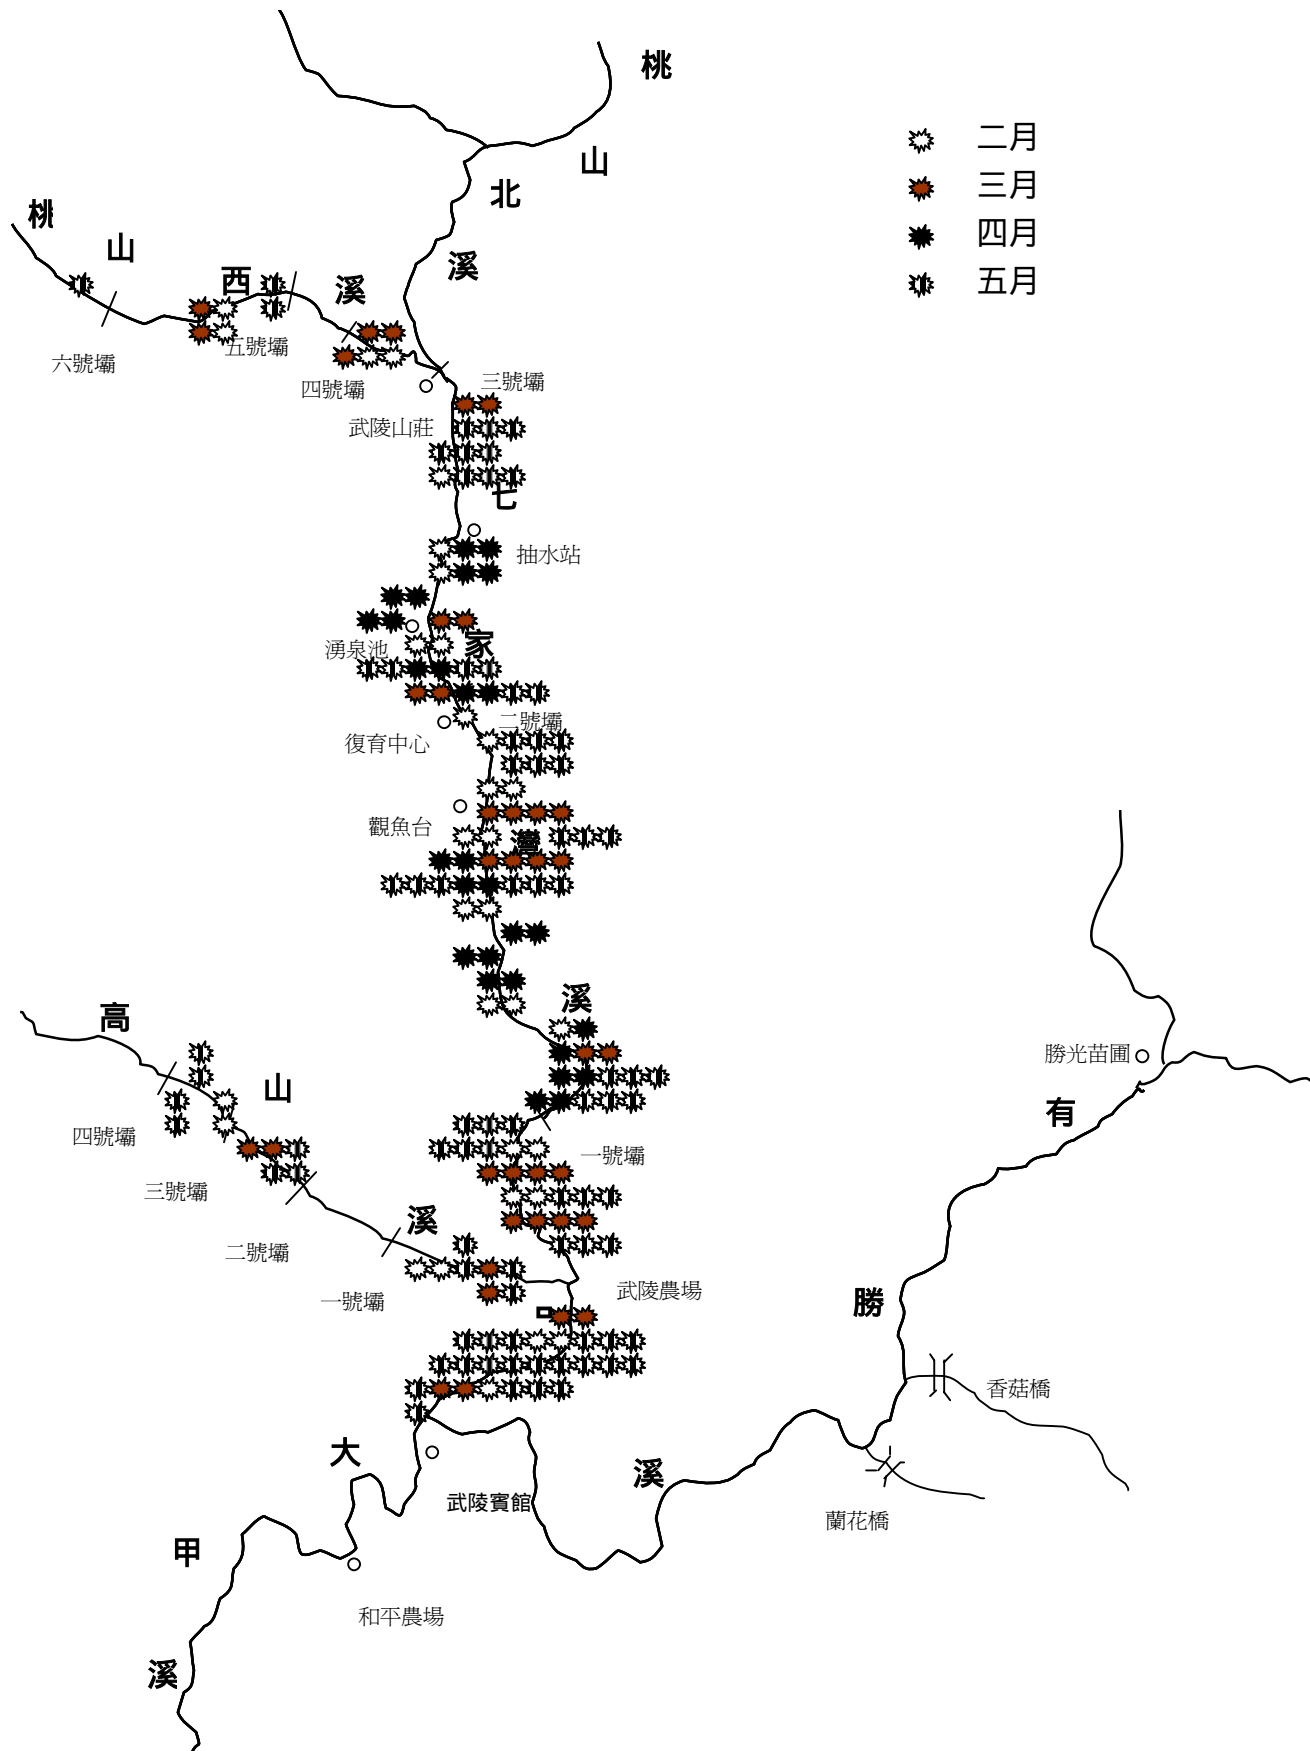 桃
山
北
溪
二月
三月
四月
五月
桃
山
西
溪
六號壩
五號壩
四號壩
三號壩
武陵山莊
七
抽水站
家
湧泉池
二號壩
復育中心
觀魚台
灣
溪
一號壩
高
山
溪
四號壩
三號壩
二號壩
一號壩
武陵農場
勝光苗圃
有
勝
溪
香菇橋
蘭花橋
大
甲
溪
武陵賓館
和平農場